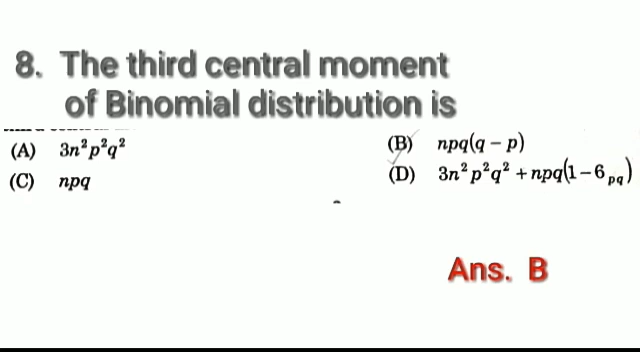 8. The third central moment
of Binomial distribution is
(A) 3n²p²q²
(B) npq(q – p)
(C) npq
(D) 3n²p²q² + npq(1 – 6pq)
Ans. B